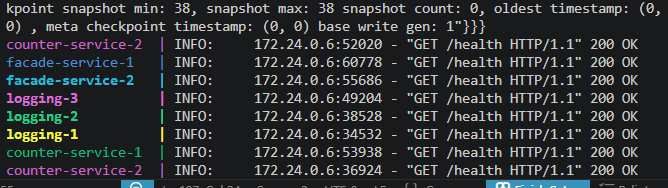 kpoint snapshot min: 38, snapshot max: 38 snapshot count: 0, oldest timestamp: (0,
0) , meta checkpoint timestamp: (0, 0) base write gen: 1"}}}
counter-service-2 | INFO: 172.24.0.6:52020 - "GET /health HTTP/1.1" 200 OK
facade-service-1 | INFO: 172.24.0.6:60778 - "GET /health HTTP/1.1" 200 OK
facade-service-2 | INFO: 172.24.0.6:55686 - "GET /health HTTP/1.1" 200 OK
logging-3 | INFO: 172.24.0.6:49204 - "GET /health HTTP/1.1" 200 OK
logging-2 | INFO: 172.24.0.6:38528 - "GET /health HTTP/1.1" 200 OK
logging-1 | INFO: 172.24.0.6:34532 - "GET /health HTTP/1.1" 200 OK
counter-service-1 | INFO: 172.24.0.6:53938 - "GET /health HTTP/1.1" 200 OK
counter-service-2 | INFO: 172.24.0.6:36924 - "GET /health HTTP/1.1" 200 OK